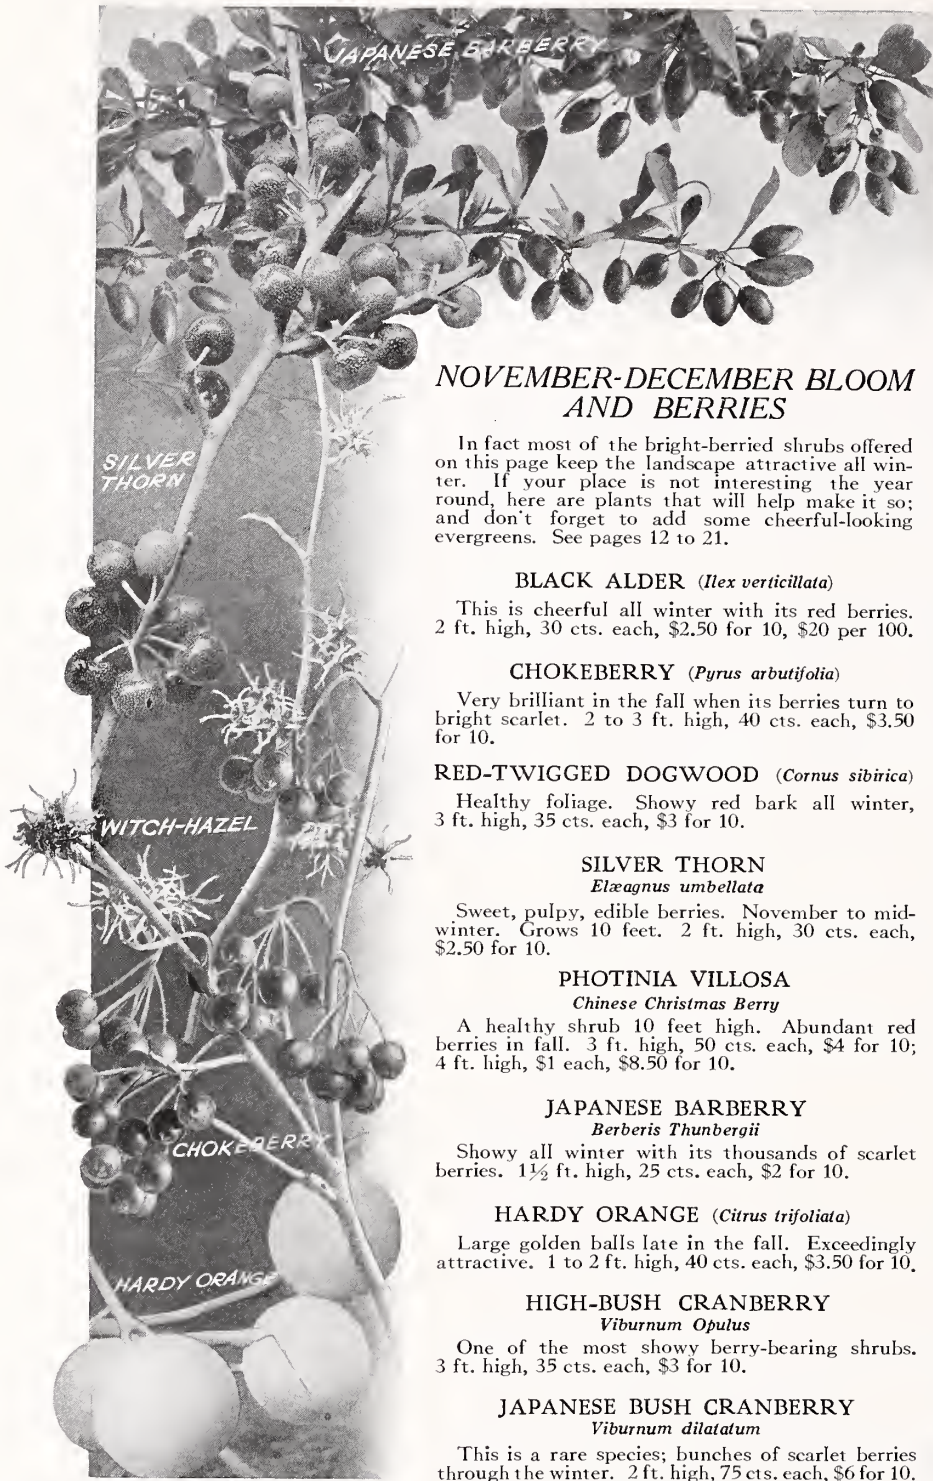 JAPANESE BARBERRY
SILVER
THORN
WITCH-HAZEL
CHOKEBERRY
HARDY ORANGE
NOVEMBER-DECEMBER BLOOM
AND BERRIES
In fact most of the bright-berried shrubs offered
on this page keep the landscape attractive all win-
ter. If your place is not interesting the year
round, here are plants that will help make it so;
and don't forget to add some cheerful-looking
evergreens. See pages 12 to 21.
BLACK ALDER (Ilex verticillata)
This is cheerful all winter with its red berries.
2 ft. high, 30 cts. each, $2.50 for 10, $20 per 100.
CHOKEBERRY (Pyrus arbutifolia)
Very brilliant in the fall when its berries turn to
bright scarlet. 2 to 3 ft. high, 40 cts. each, $3.50
for 10.
RED-TWIGGED DOGWOOD (Cornus sibirica)
Healthy foliage. Showy red bark all winter,
3 ft. high, 35 cts. each, $3 for 10.
SILVER THORN
Elæagnus umbellata
Sweet, pulpy, edible berries. November to mid-
winter. Grows 10 feet. 2 ft. high, 30 cts. each,
$2.50 for 10.
PHOTINIA VILLOSA
Chinese Christmas Berry
A healthy shrub 10 feet high. Abundant red
berries in fall. 3 ft. high, 50 cts. each, $4 for 10;
4 ft. high, $1 each, $8.50 for 10.
JAPANESE BARBERRY
Berberis Thunbergii
Showy all winter with its thousands of scarlet
berries. 1½ ft. high, 25 cts. each, $2 for 10.
HARDY ORANGE (Citrus trifoliata)
Large golden balls late in the fall. Exceedingly
attractive. 1 to 2 ft. high, 40 cts. each, $3.50 for 10.
HIGH-BUSH CRANBERRY
Viburnum Opulus
One of the most showy berry-bearing shrubs.
3 ft. high, 35 cts. each, $3 for 10.
JAPANESE BUSH CRANBERRY
Viburnum dilatatum
This is a rare species; bunches of scarlet berries
through the winter. 2 ft. high, 75 cts. each, $6 for 10.